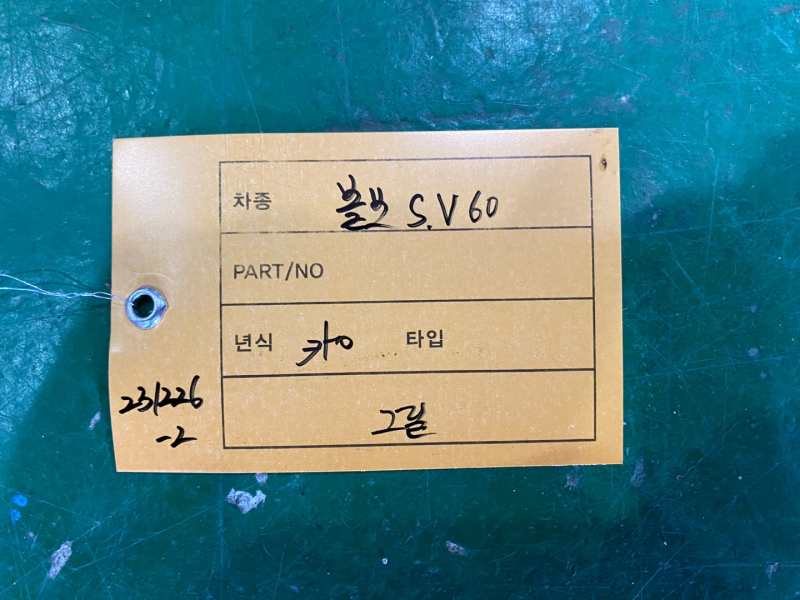 차종 볼보 S.V60
PART/NO
년식 타입
그릴
231226
-2